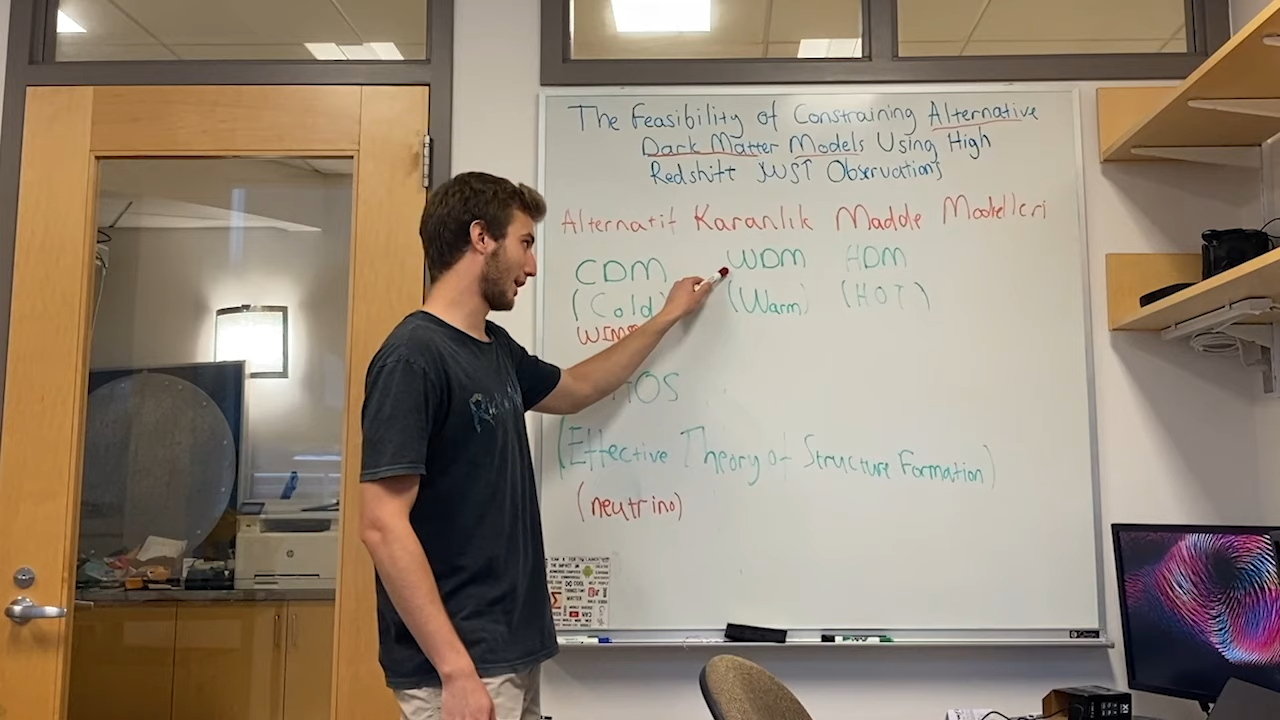 The Feasibility of Constraining Alternative
Dark Matter Models Using High
Redshift JWST Observations
Alternatif Karanlık Madde Modelleri
CDM WDM HDM
(Cold (Warm) (HOT)
(Effective Theory of Structure Formation)
(neutrino)